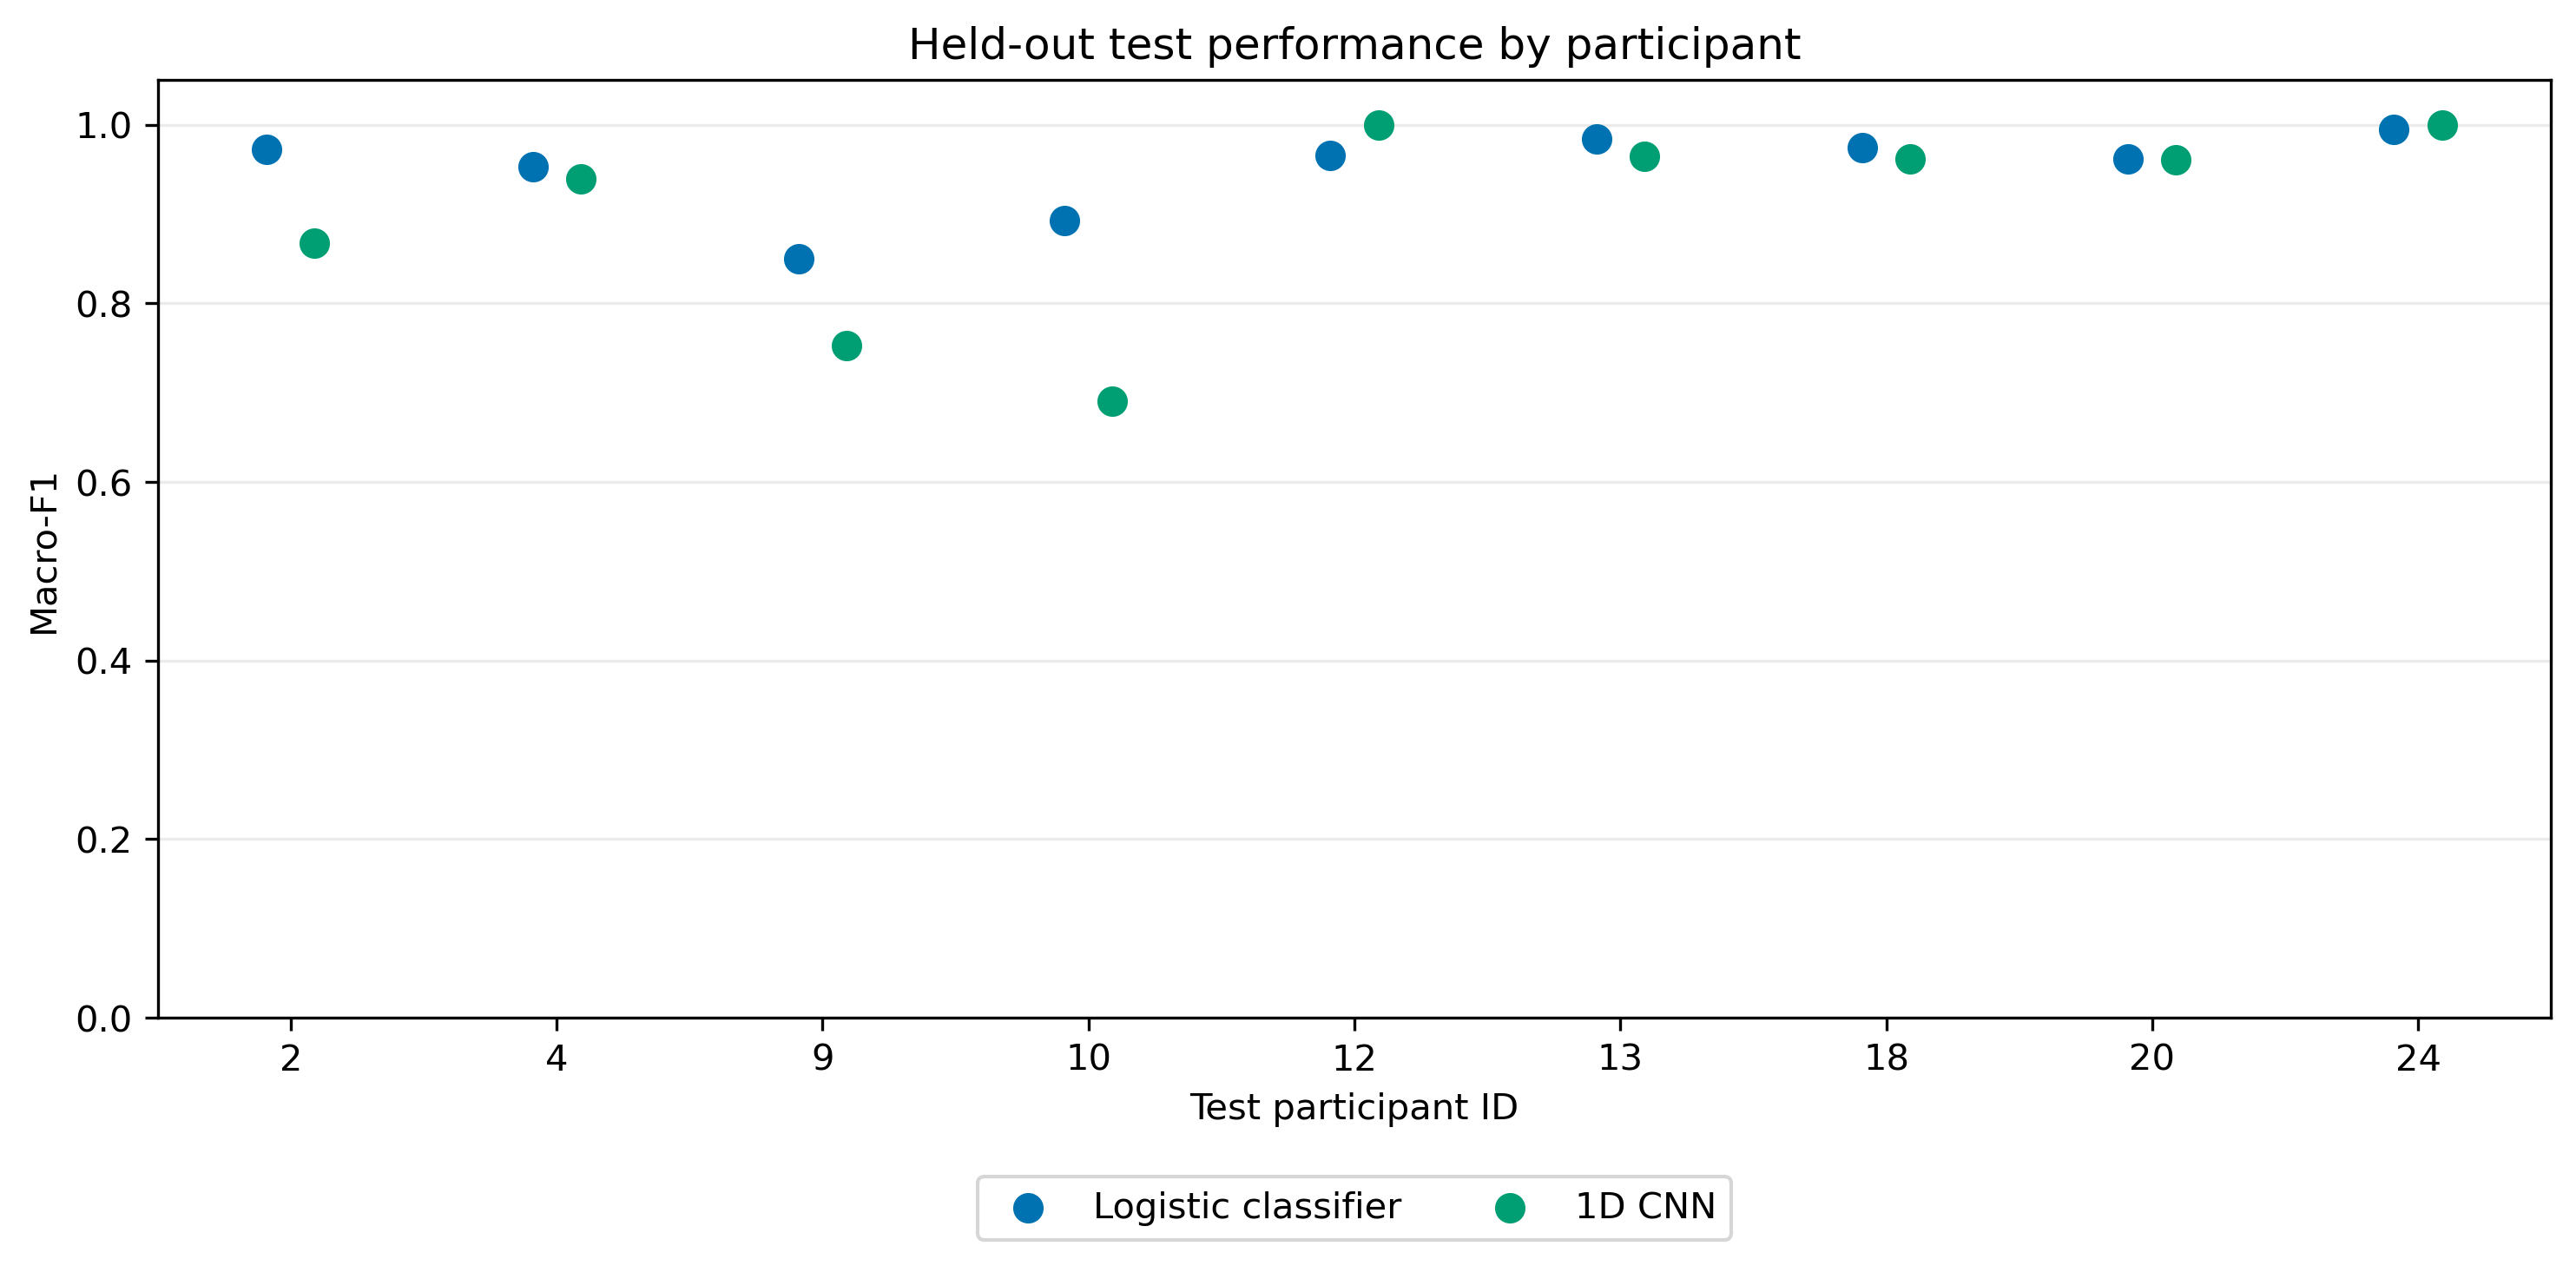 Held-out test performance by participant
1.0
0.8
0.6
0.4
0.2
0.0
Macro-F1
2 4 9 10 12 13 18 20 24
Test participant ID
Logistic classifier 1D CNN